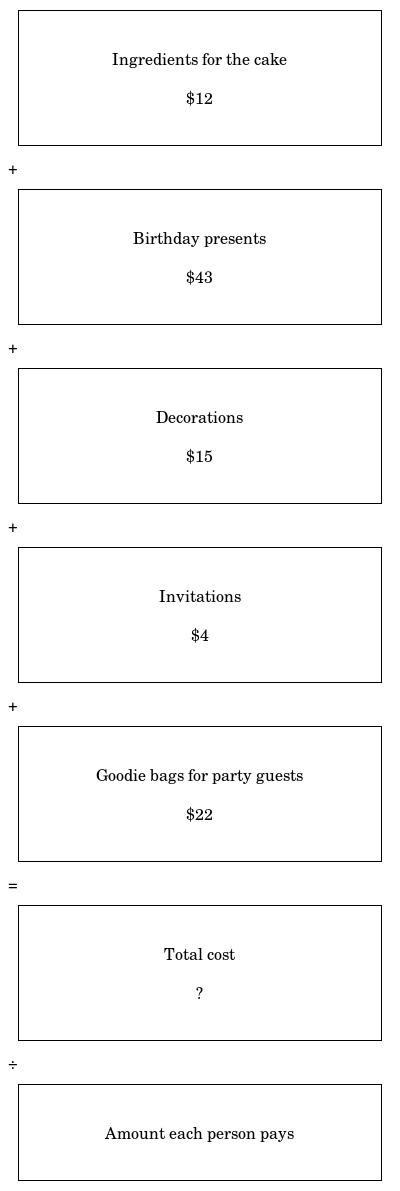 Ingredients for the cake
$12
+
Birthday presents
$43
+
Decorations
$15
+
Invitations
$4
+
Goodie bags for party guests
$22
=
Total cost
?
÷
Amount each person pays